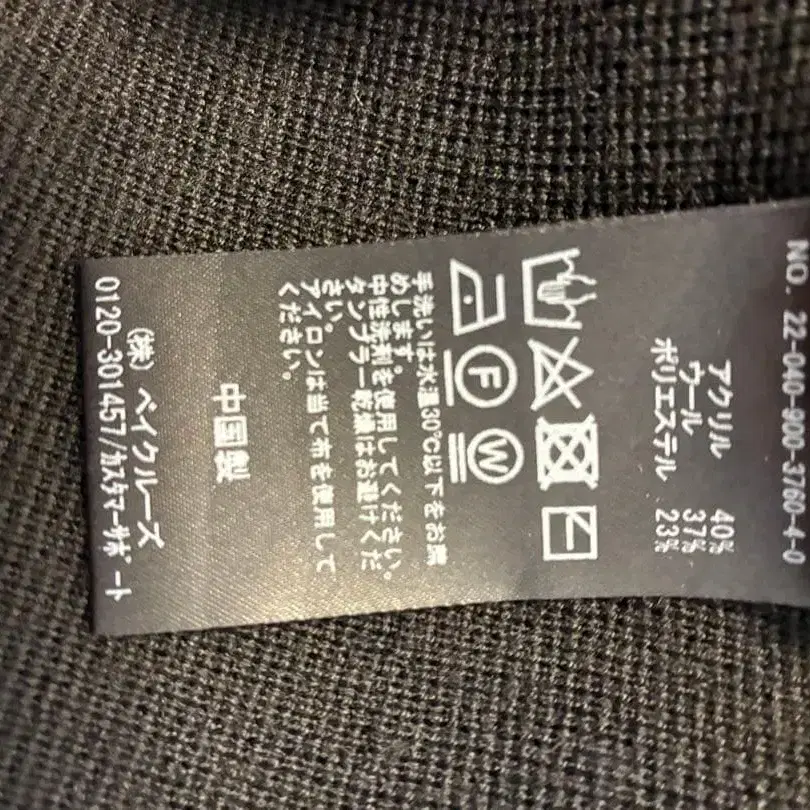 NO. 22-040-900-3760-4-0
アクリル 40%
ウール 37%
ポリエステル 23%
F W
手洗いは水温30℃以下をお勧
めします。
中性洗剤を使用してください。
タンブラー乾燥はお避けくだ
さい。
アイロンは当て布を使用して
ください。
中国製
(株) ベイクルーズ
0120-301457/カスタマーサポート